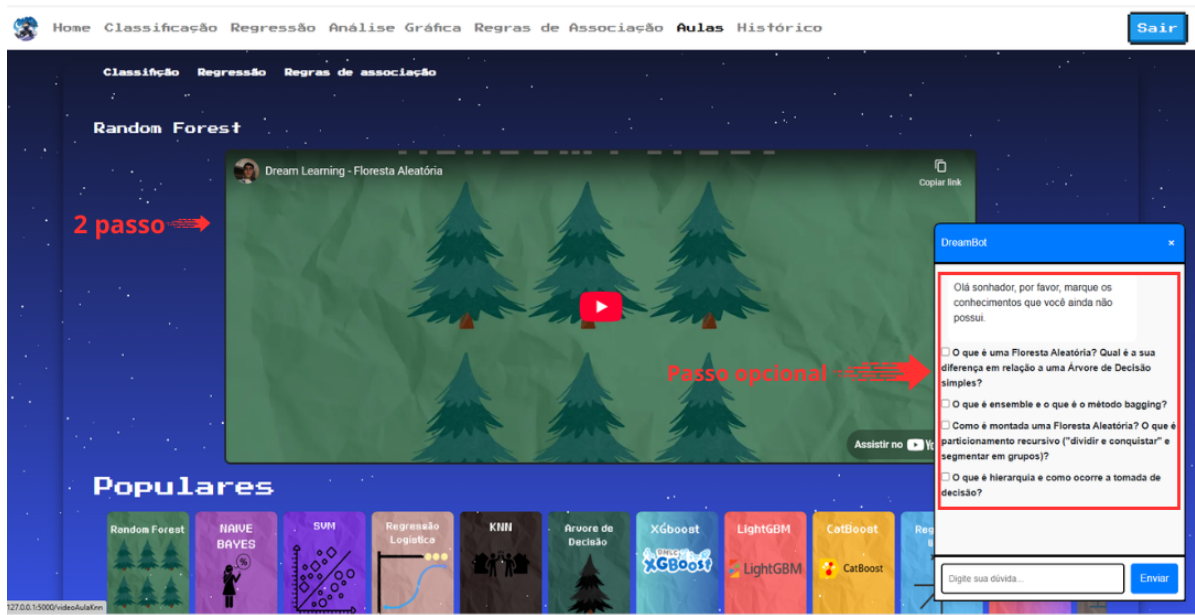 Home Classificação Regressão Análise Gráfica Regras de Associação Aulas Histórico
Sair
Classifição Regressão Regras de associação
Random Forest
Dream Learning - Floresta Aleatória
Copiar link
2 passo
Passo opcional
Assistir no
DreamBot ×
Olá sonhador, por favor, marque os
conhecimentos que você ainda não
possui.
O que é uma Floresta Aleatória? Qual é a sua
diferença em relação a uma Árvore de Decisão
simples?
O que é ensemble e o que é o método bagging?
Como é montada uma Floresta Aleatória? O que é
particionamento recursivo ("dividir e conquistar" e
segmentar em grupos)?
O que é hierarquia e como ocorre a tomada de
decisão?
Digite sua dúvida...
Enviar
Populares
Random Forest
NAIVE
BAYES
%
SVM
Regressão
Logística
KNN
Arvore de
Decisão
XGboost
XGBoost
LightGBM
LightGBM
CatBoost
CatBoost
127.0.0.1:5000/videoAulaKnn